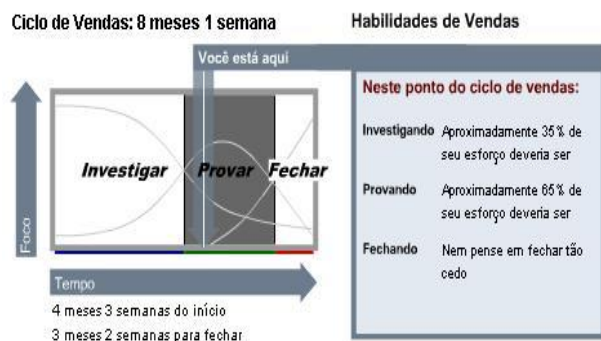 Ciclo de Vendas: 8 meses 1 semana
Habilidades de Vendas
Você está aqui
Investigar
Provar
Fechar
Foco
Tempo
4 meses 3 semanas do início
3 meses 2 semanas para fechar
Neste ponto do ciclo de vendas:
Investigando Aproximadamente 35% de
seu esforço deveria ser
Provando Aproximadamente 65% de
seu esforço deveria ser
Fechando Nem pense em fechar tão
cedo